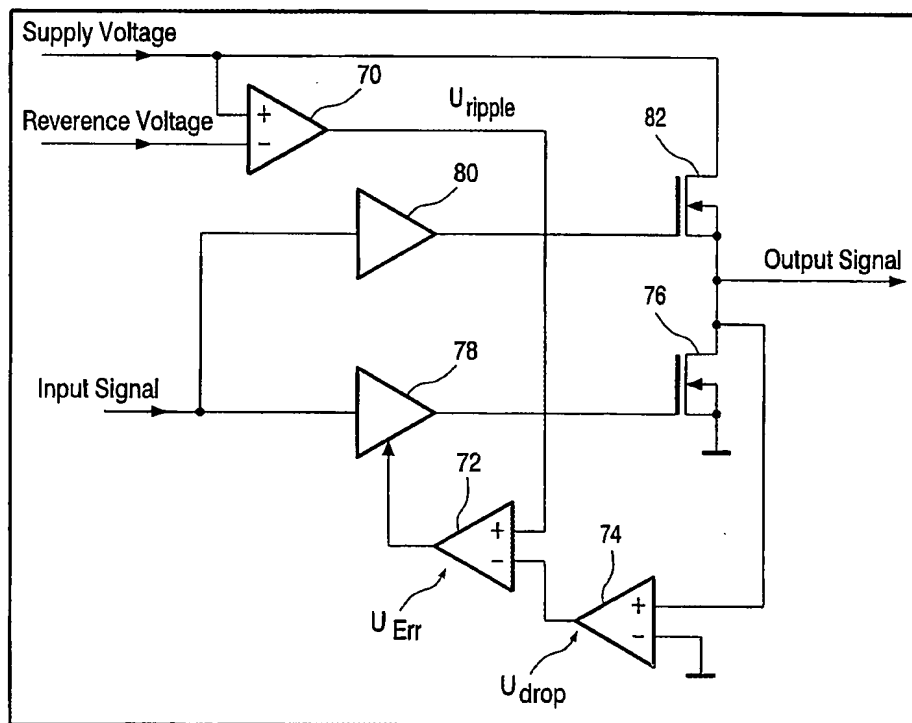 Supply Voltage
70
Reverence Voltage
U ripple
82
+
−
80
Output Signal
76
78
Input Signal
72
74
+
−
U Err
+
−
U drop